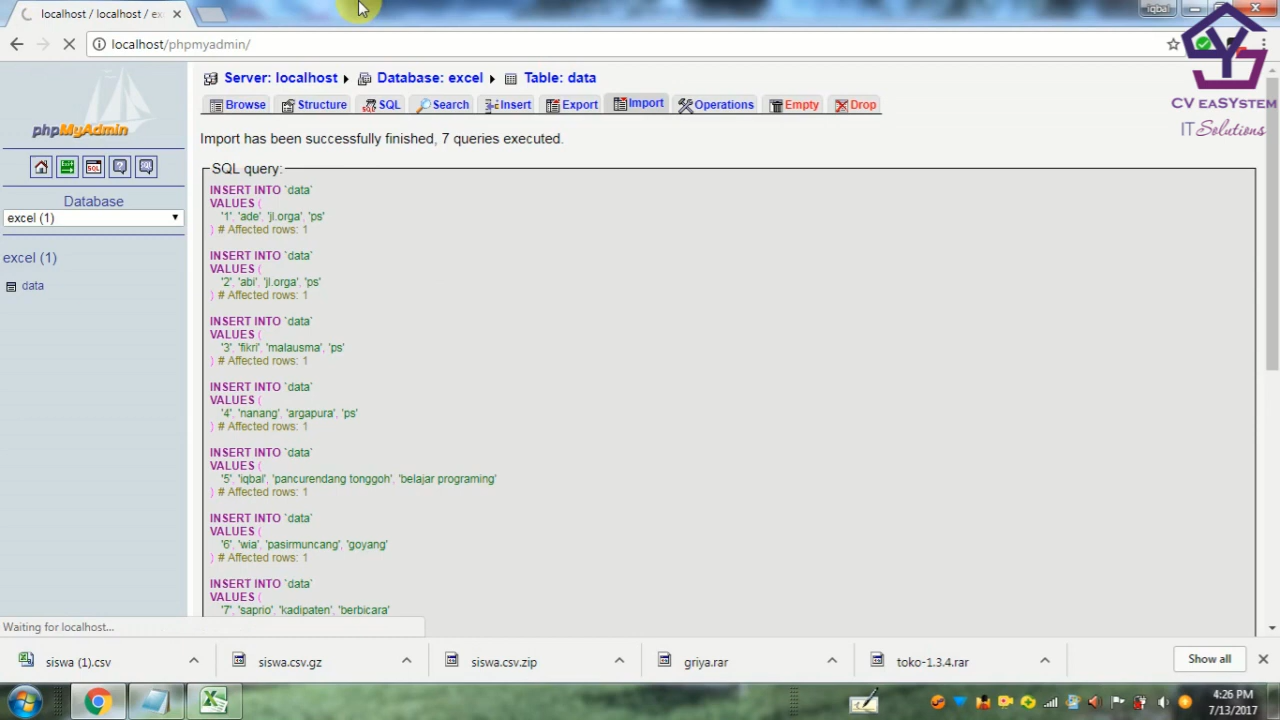 localhost / localhost / ex
iqbal
localhost/phpmyadmin/
CV eaSYstem
IT Solutions
phpMyAdmin
Database
excel (1)
excel (1)
data
Server: localhost
Database: excel
Table: data
Browse
Structure
SQL
Search
Insert
Export
Import
Operations
Empty
Drop
Import has been successfully finished, 7 queries executed.
SQL query:
INSERT INTO `data`
VALUES (
'1', 'ade', 'jl.orga', 'ps'
) # Affected rows: 1
INSERT INTO `data`
VALUES (
'2', 'abi', 'jl.orga', 'ps'
) # Affected rows: 1
INSERT INTO `data`
VALUES (
'3', 'fikri', 'malausma', 'ps'
) # Affected rows: 1
INSERT INTO `data`
VALUES (
'4', 'nanang', 'argapura', 'ps'
) # Affected rows: 1
INSERT INTO `data`
VALUES (
'5', 'iqbal', 'pancurendang tonggoh', 'belajar programing'
) # Affected rows: 1
INSERT INTO `data`
VALUES (
'6', 'wia', 'pasirmuncang', 'goyang'
) # Affected rows: 1
INSERT INTO `data`
VALUES (
'7', 'saprio', 'kadipaten', 'berbicara'
Waiting for localhost...
siswa (1).csv
siswa.csv.gz
siswa.csv.zip
griya.rar
toko-1.3.4.rar
Show all
4:26 PM
7/13/2017